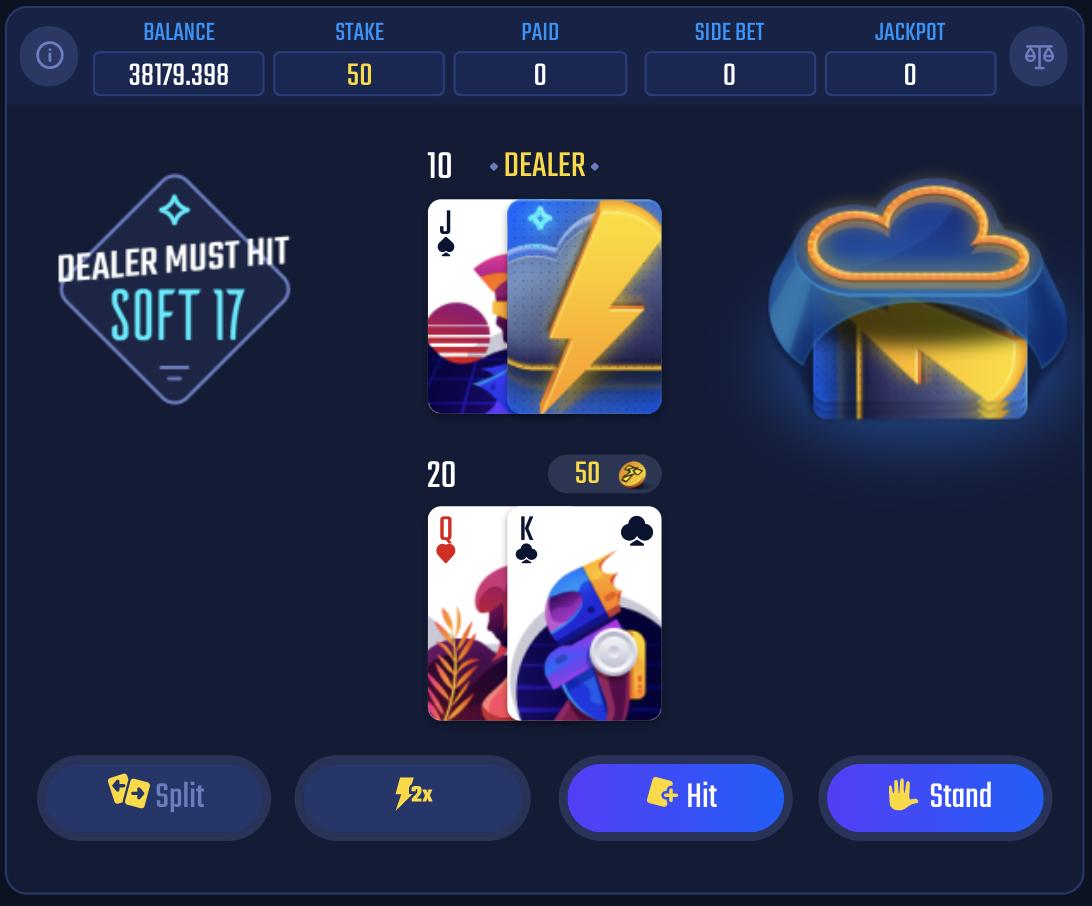 BALANCE STAKE PAID SIDE BET JACKPOT
38179.398 50 0 0 0
10 DEALER
J
DEALER MUST HIT
SOFT 17
20 50
Q K
Split 2x Hit Stand